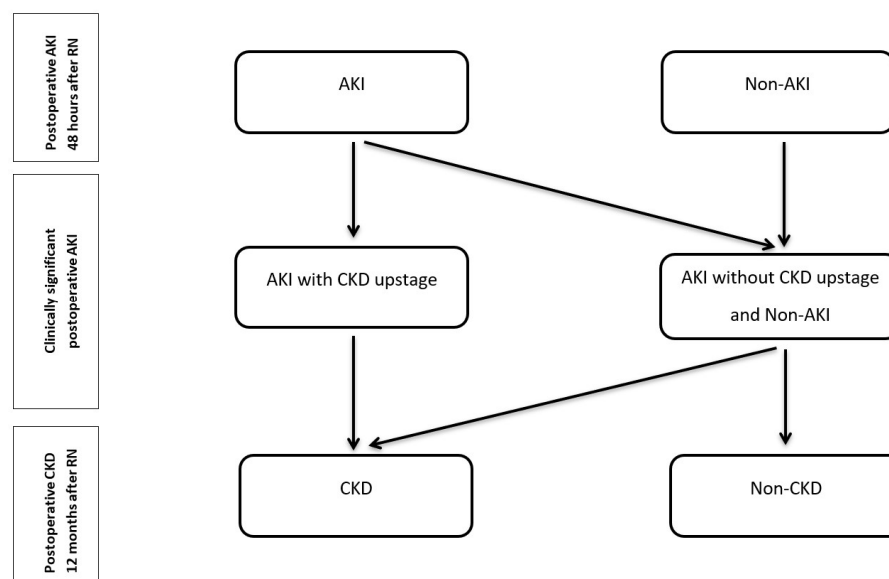 Postoperative AKI
48 hours after RN
AKI
Non-AKI
Clinically significant
postoperative AKI
AKI with CKD upstage
AKI without CKD upstage
and Non-AKI
Postoperative CKD
12 months after RN
CKD
Non-CKD